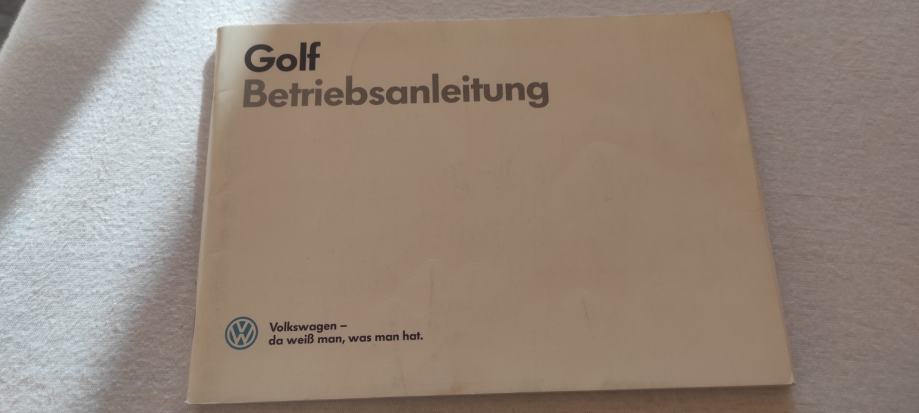 Golf
Betriebsanleitung
Volkswagen –
da weiß man, was man hat.